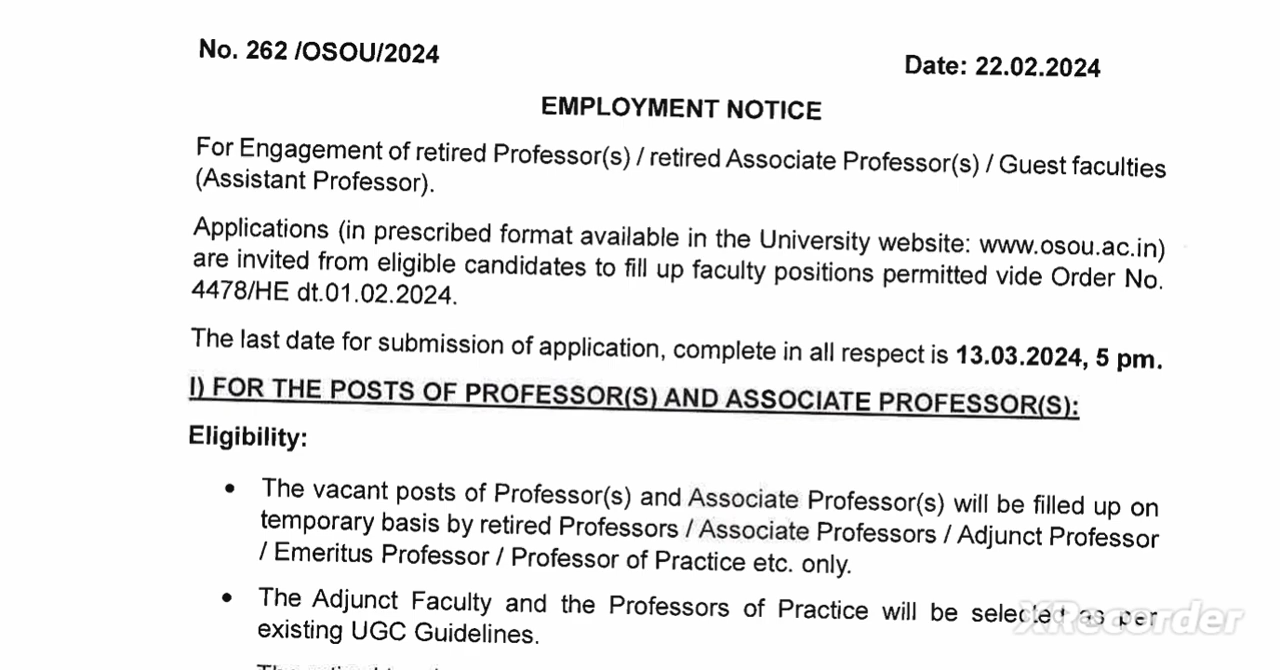 No. 262 /OSOU/2024
Date: 22.02.2024
EMPLOYMENT NOTICE
For Engagement of retired Professor(s) / retired Associate Professor(s) / Guest faculties
(Assistant Professor).
Applications (in prescribed format available in the University website: www.osou.ac.in)
are invited from eligible candidates to fill up faculty positions permitted vide Order No.
4478/HE dt.01.02.2024.
The last date for submission of application, complete in all respect is 13.03.2024, 5 pm.
I) FOR THE POSTS OF PROFESSOR(S) AND ASSOCIATE PROFESSOR(S):
Eligibility:
• The vacant posts of Professor(s) and Associate Professor(s) will be filled up on
temporary basis by retired Professors / Associate Professors / Adjunct Professor
/ Emeritus Professor / Professor of Practice etc. only.
• The Adjunct Faculty and the Professors of Practice will be selected as per
existing UGC Guidelines.
XRecorder